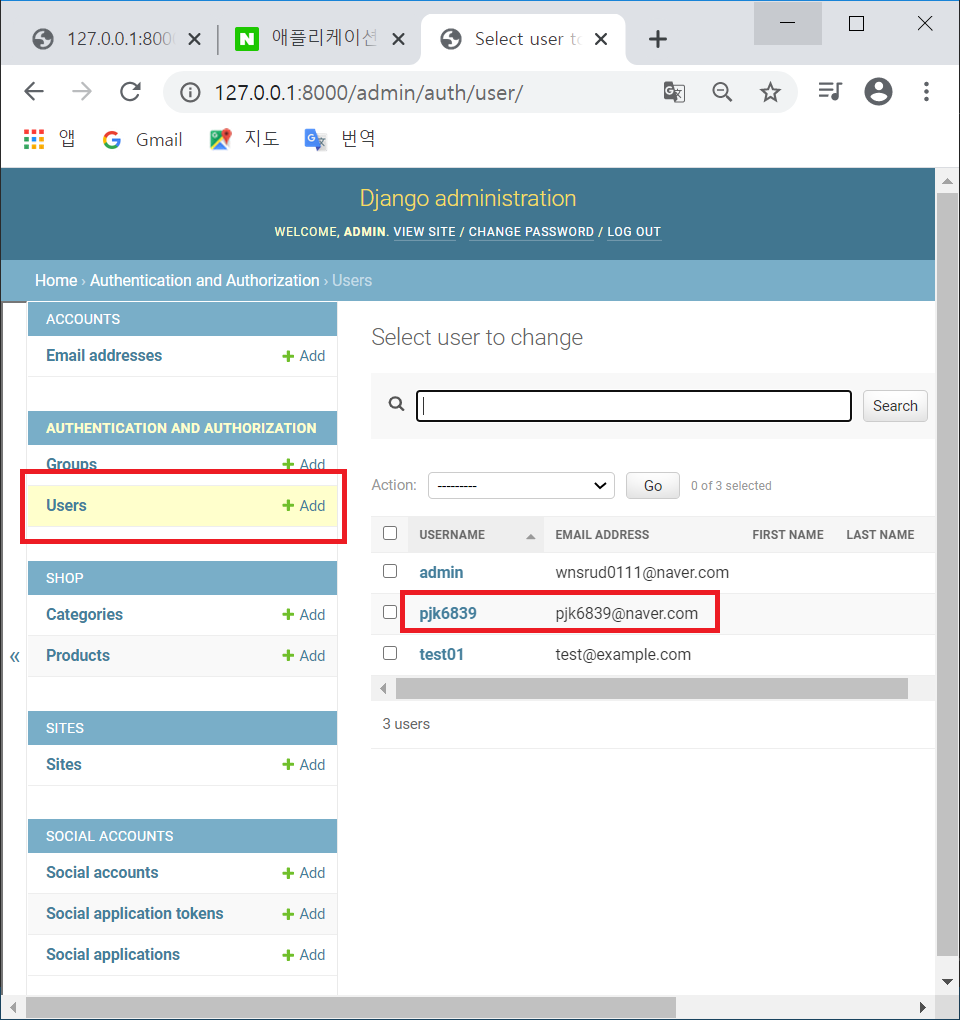 127.0.0.1:8000
애플리케이션
Select user to
127.0.0.1:8000/admin/auth/user/
앱 Gmail 지도 번역
Django administration
WELCOME, ADMIN. VIEW SITE / CHANGE PASSWORD / LOG OUT
Home › Authentication and Authorization › Users
«
ACCOUNTS
Email addresses Add
AUTHENTICATION AND AUTHORIZATION
Groups Add
Users Add
SHOP
Categories Add
Products Add
SITES
Sites Add
SOCIAL ACCOUNTS
Social accounts Add
Social application tokens Add
Social applications Add
Select user to change
Search
Action: --------- Go 0 of 3 selected
USERNAME EMAIL ADDRESS FIRST NAME LAST NAME
admin wnsrud0111@naver.com
pjk6839 pjk6839@naver.com
test01 test@example.com
3 users